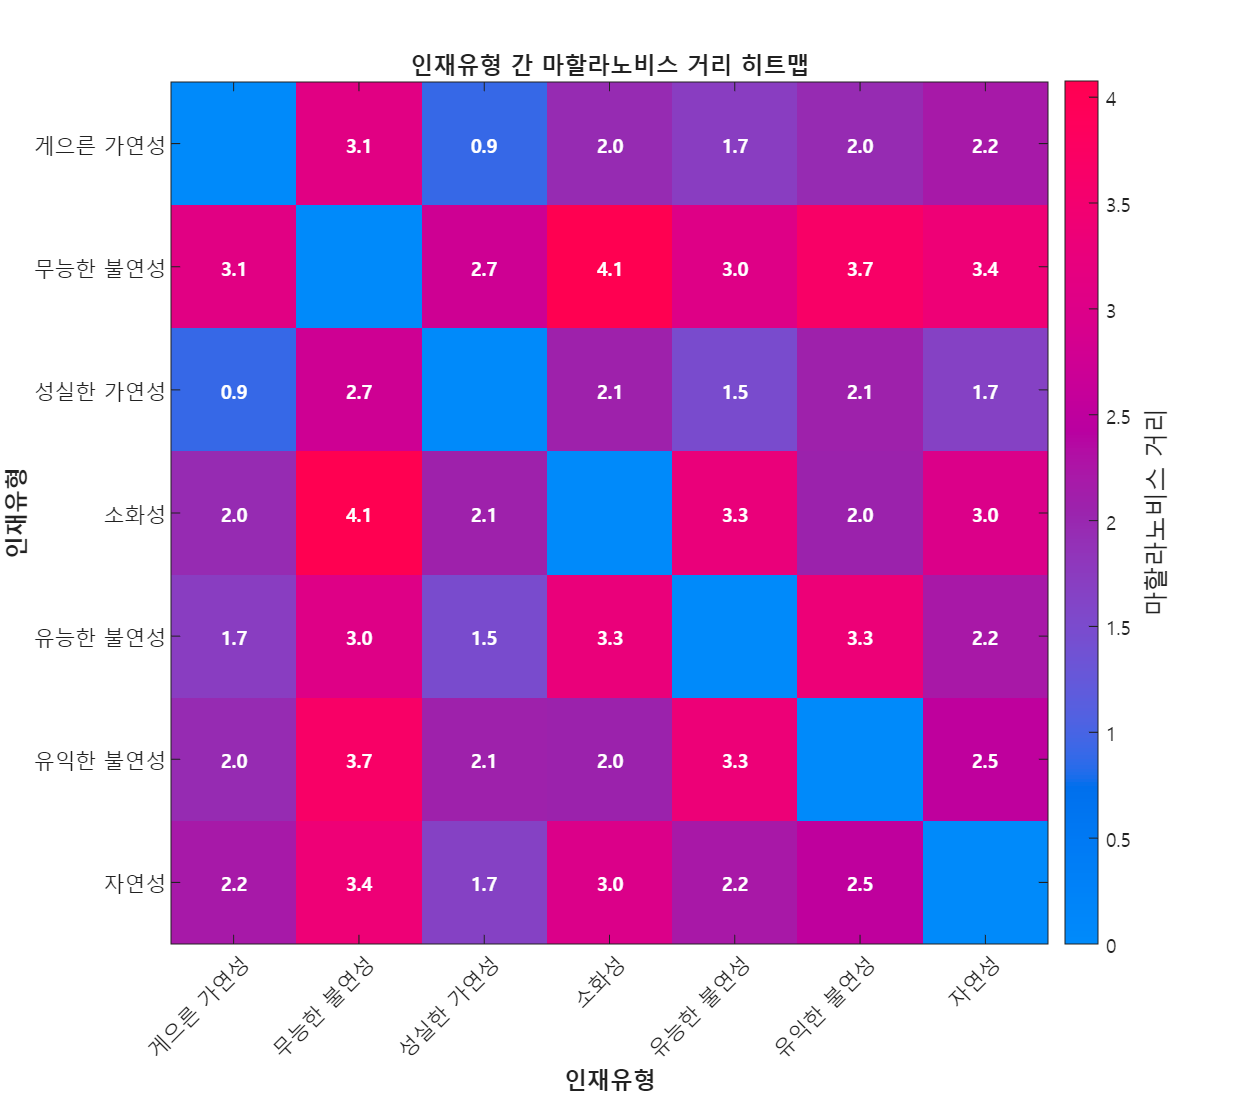 인재유형 간 마할라노비스 거리 히트맵
게으른 가연성 3.1 0.9 2.0 1.7 2.0 2.2
무능한 불연성 3.1 2.7 4.1 3.0 3.7 3.4
성실한 가연성 0.9 2.7 2.1 1.5 2.1 1.7
소화성 2.0 4.1 2.1 3.3 2.0 3.0
유능한 불연성 1.7 3.0 1.5 3.3 3.3 2.2
유익한 불연성 2.0 3.7 2.1 2.0 3.3 2.5
자연성 2.2 3.4 1.7 3.0 2.2 2.5
인재유형
게으른 가연성 무능한 불연성 성실한 가연성 소화성 유능한 불연성 유익한 불연성 자연성
인재유형
4
3.5
3
2.5
2
1.5
1
0.5
0
마할라노비스 거리